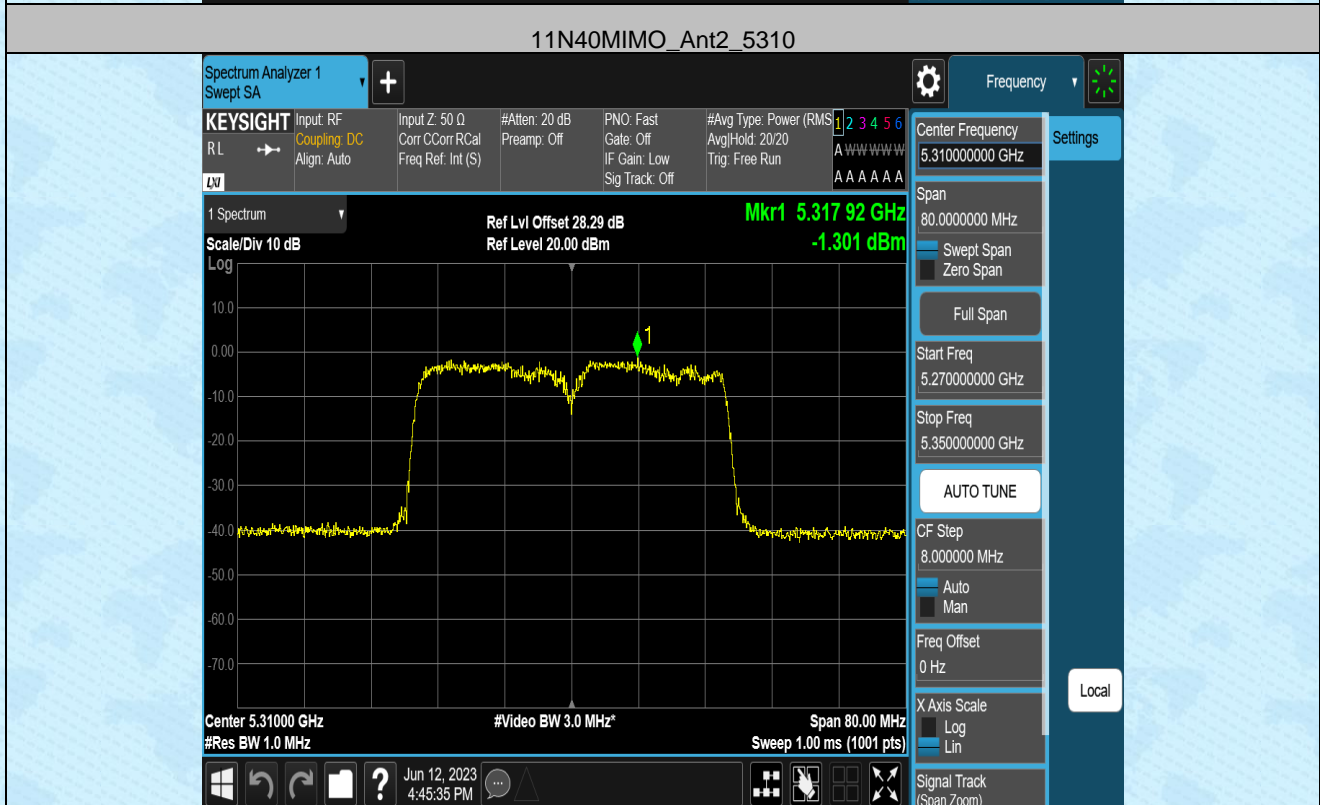 11N40MIMO_Ant2_5310
Spectrum Analyzer 1
Swept SA
+
Frequency
KEYSIGHT
RL
LXI
Input: RF
Coupling: DC
Align: Auto
Input Z: 50 Ω
Corr CCorr RCal
Freq Ref: Int (S)
#Atten: 20 dB
Preamp: Off
PNO: Fast
Gate: Off
IF Gain: Low
Sig Track: Off
#Avg Type: Power (RMS
Avg|Hold: 20/20
Trig: Free Run
1 2 3 4 5 6
A W W W W W
A A A A A A
Center Frequency
5.310000000 GHz
Settings
Span
80.0000000 MHz
Swept Span
Zero Span
Full Span
Start Freq
5.270000000 GHz
Stop Freq
5.350000000 GHz
AUTO TUNE
CF Step
8.000000 MHz
Auto
Man
Freq Offset
0 Hz
X Axis Scale
Log
Lin
Signal Track
(Span Zoom)
Local
1 Spectrum
Scale/Div 10 dB
Log
Ref Lvl Offset 28.29 dB
Ref Level 20.00 dBm
Mkr1 5.317 92 GHz
-1.301 dBm
1
10.0
0.00
-10.0
-20.0
-30.0
-40.0
-50.0
-60.0
-70.0
Center 5.31000 GHz
#Res BW 1.0 MHz
#Video BW 3.0 MHz*
Span 80.00 MHz
Sweep 1.00 ms (1001 pts)
?
Jun 12, 2023
4:45:35 PM